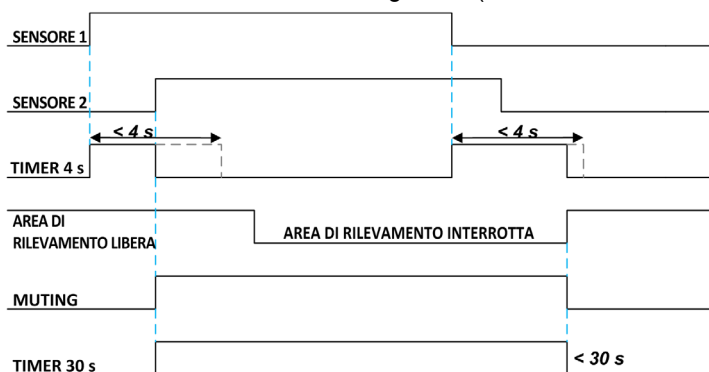 SENSORE 1
SENSORE 2
< 4 s
< 4 s
TIMER 4 s
AREA DI
RILEVAMENTO LIBERA
AREA DI RILEVAMENTO INTERROTTA
MUTING
TIMER 30 s
< 30 s